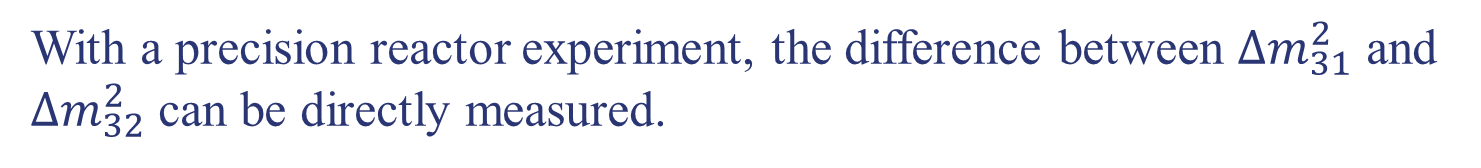 With a precision reactor experiment, the difference between Δ𝑚²₃₁ and
Δ𝑚²₃₂ can be directly measured.